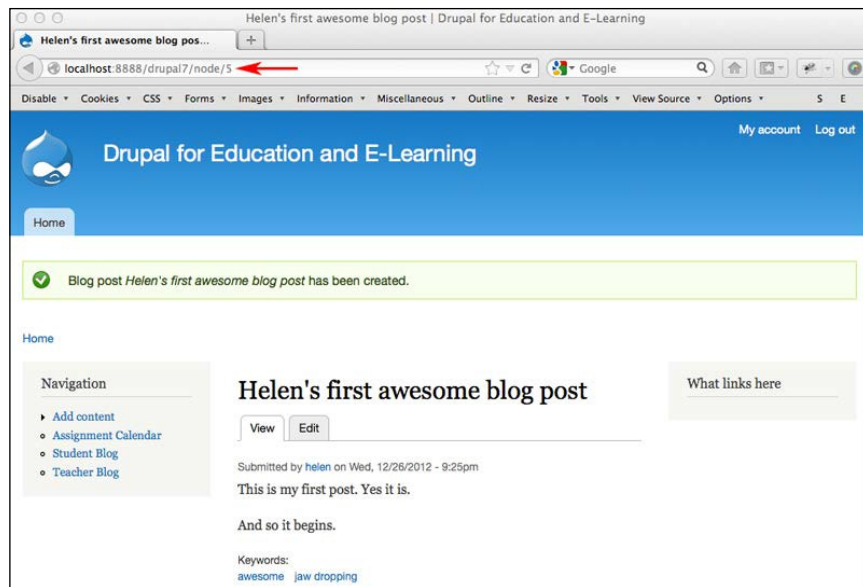 Helen's first awesome blog post | Drupal for Education and E-Learning
Helen's first awesome blog pos...
localhost:8888/drupal7/node/5
Google
Disable Cookies CSS Forms Images Information Miscellaneous Outline Resize Tools View Source Options S E
My account Log out
Drupal for Education and E-Learning
Home
Blog post Helen's first awesome blog post has been created.
Home
Navigation
Add content
Assignment Calendar
Student Blog
Teacher Blog
Helen's first awesome blog post
View Edit
Submitted by helen on Wed, 12/26/2012 - 9:25pm
This is my first post. Yes it is.
And so it begins.
Keywords:
awesome jaw dropping
What links here